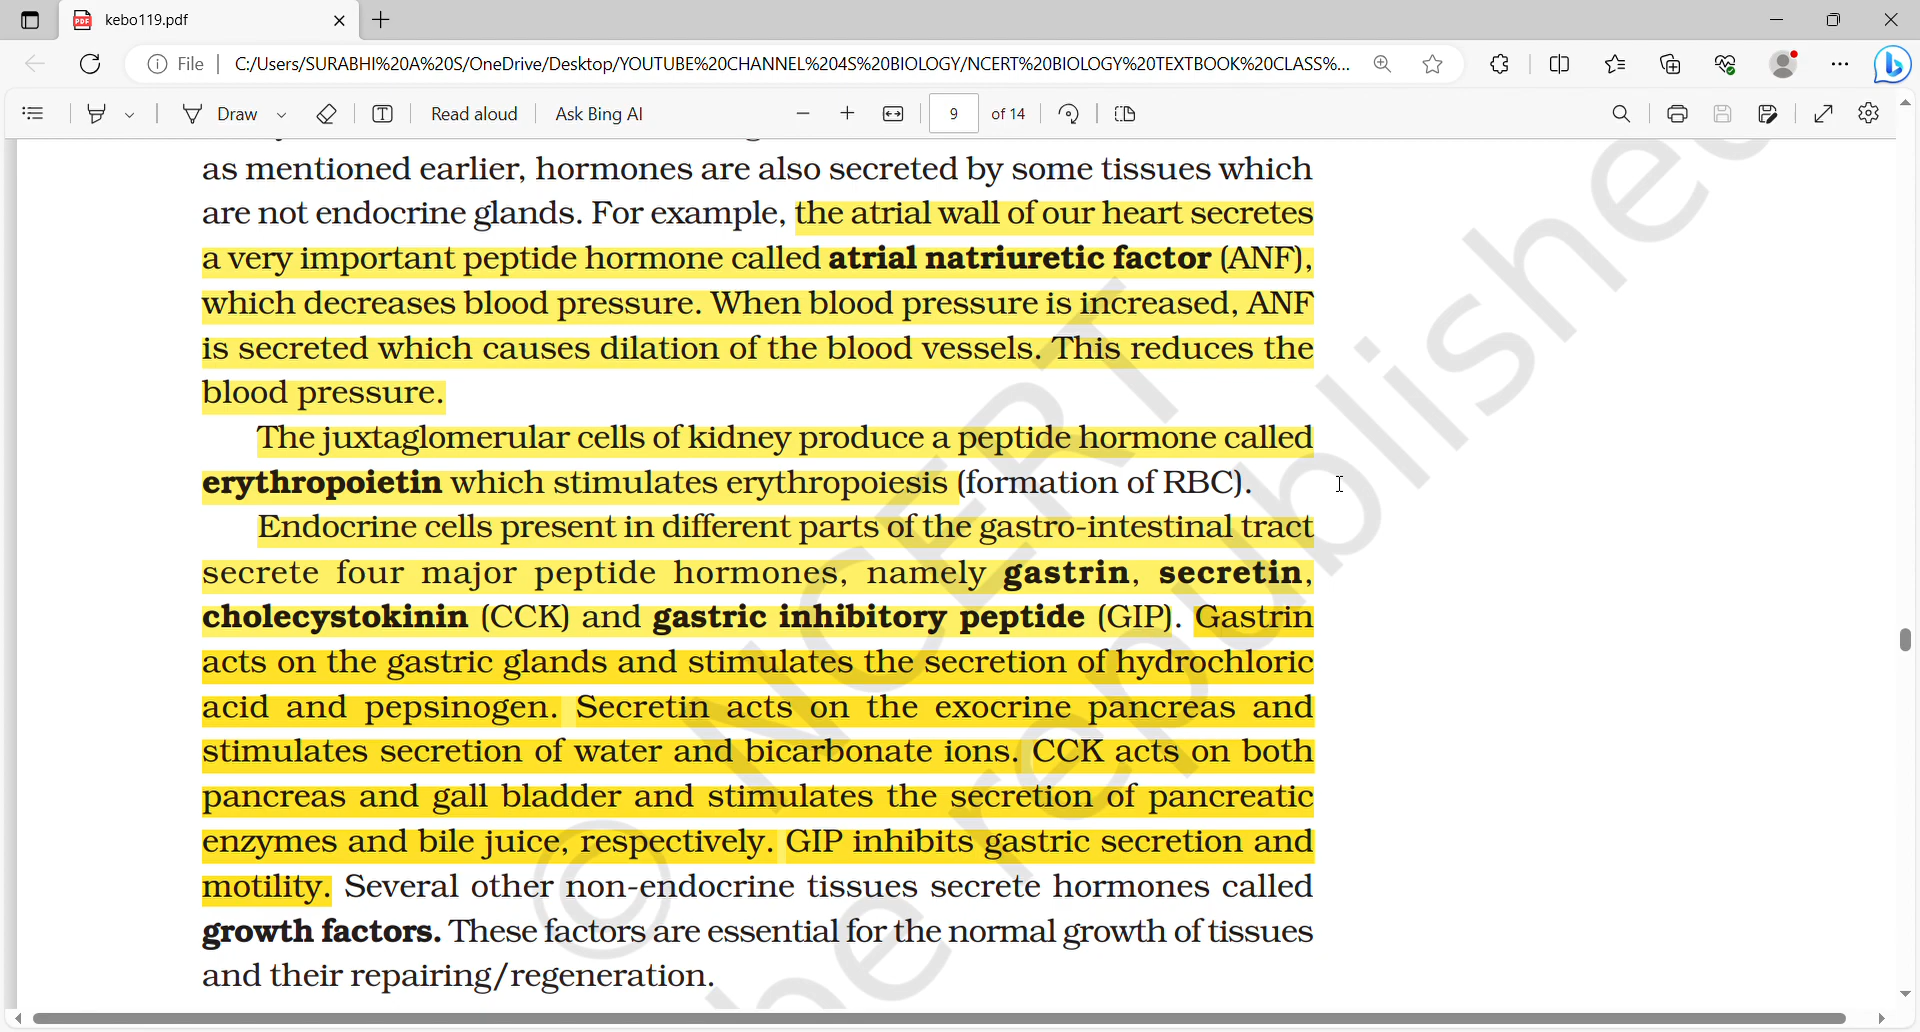 kebo119.pdf
File C:/Users/SURABHI%20A%20S/OneDrive/Desktop/YOUTUBE%20CHANNEL%204S%20BIOLOGY/NCERT%20BIOLOGY%20TEXTBOOK%20CLASS%...
Draw Read aloud Ask Bing AI 9 of 14
as mentioned earlier, hormones are also secreted by some tissues which
are not endocrine glands. For example, the atrial wall of our heart secretes
a very important peptide hormone called atrial natriuretic factor (ANF),
which decreases blood pressure. When blood pressure is increased, ANF
is secreted which causes dilation of the blood vessels. This reduces the
blood pressure.
The juxtaglomerular cells of kidney produce a peptide hormone called
erythropoietin which stimulates erythropoiesis (formation of RBC).
Endocrine cells present in different parts of the gastro-intestinal tract
secrete four major peptide hormones, namely gastrin, secretin,
cholecystokinin (CCK) and gastric inhibitory peptide (GIP). Gastrin
acts on the gastric glands and stimulates the secretion of hydrochloric
acid and pepsinogen. Secretin acts on the exocrine pancreas and
stimulates secretion of water and bicarbonate ions. CCK acts on both
pancreas and gall bladder and stimulates the secretion of pancreatic
enzymes and bile juice, respectively. GIP inhibits gastric secretion and
motility. Several other non-endocrine tissues secrete hormones called
growth factors. These factors are essential for the normal growth of tissues
and their repairing/regeneration.
© NCERT
be republished